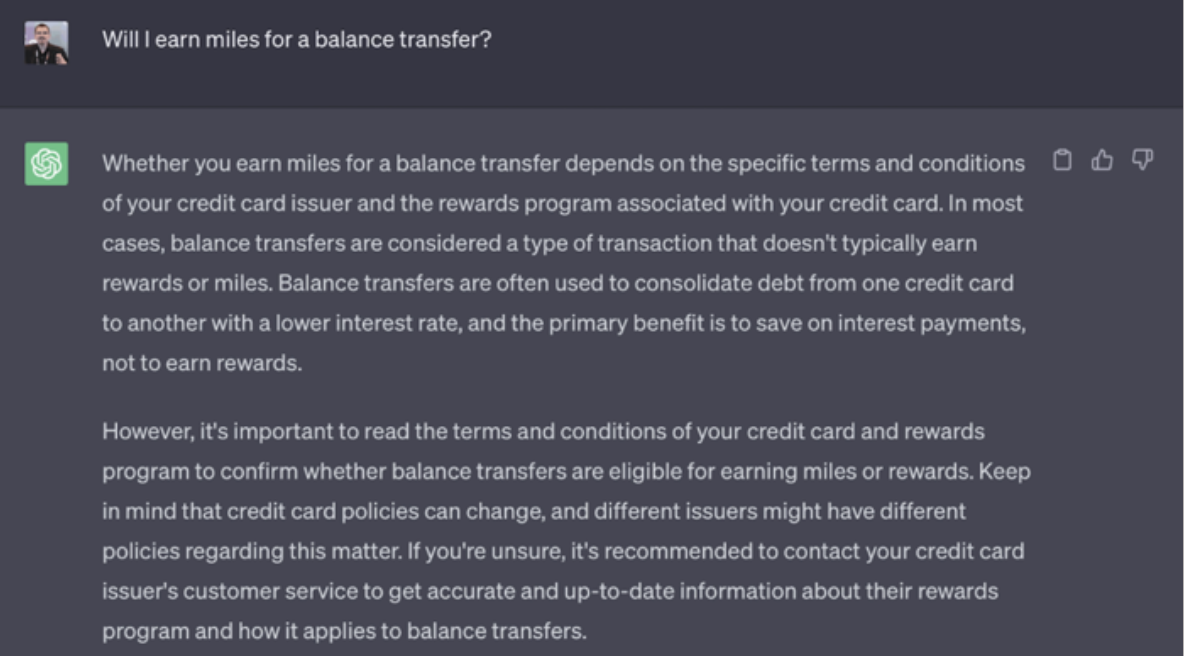 Will I earn miles for a balance transfer?
Whether you earn miles for a balance transfer depends on the specific terms and conditions
of your credit card issuer and the rewards program associated with your credit card. In most
cases, balance transfers are considered a type of transaction that doesn't typically earn
rewards or miles. Balance transfers are often used to consolidate debt from one credit card
to another with a lower interest rate, and the primary benefit is to save on interest payments,
not to earn rewards.
However, it's important to read the terms and conditions of your credit card and rewards
program to confirm whether balance transfers are eligible for earning miles or rewards. Keep
in mind that credit card policies can change, and different issuers might have different
policies regarding this matter. If you're unsure, it's recommended to contact your credit card
issuer's customer service to get accurate and up-to-date information about their rewards
program and how it applies to balance transfers.